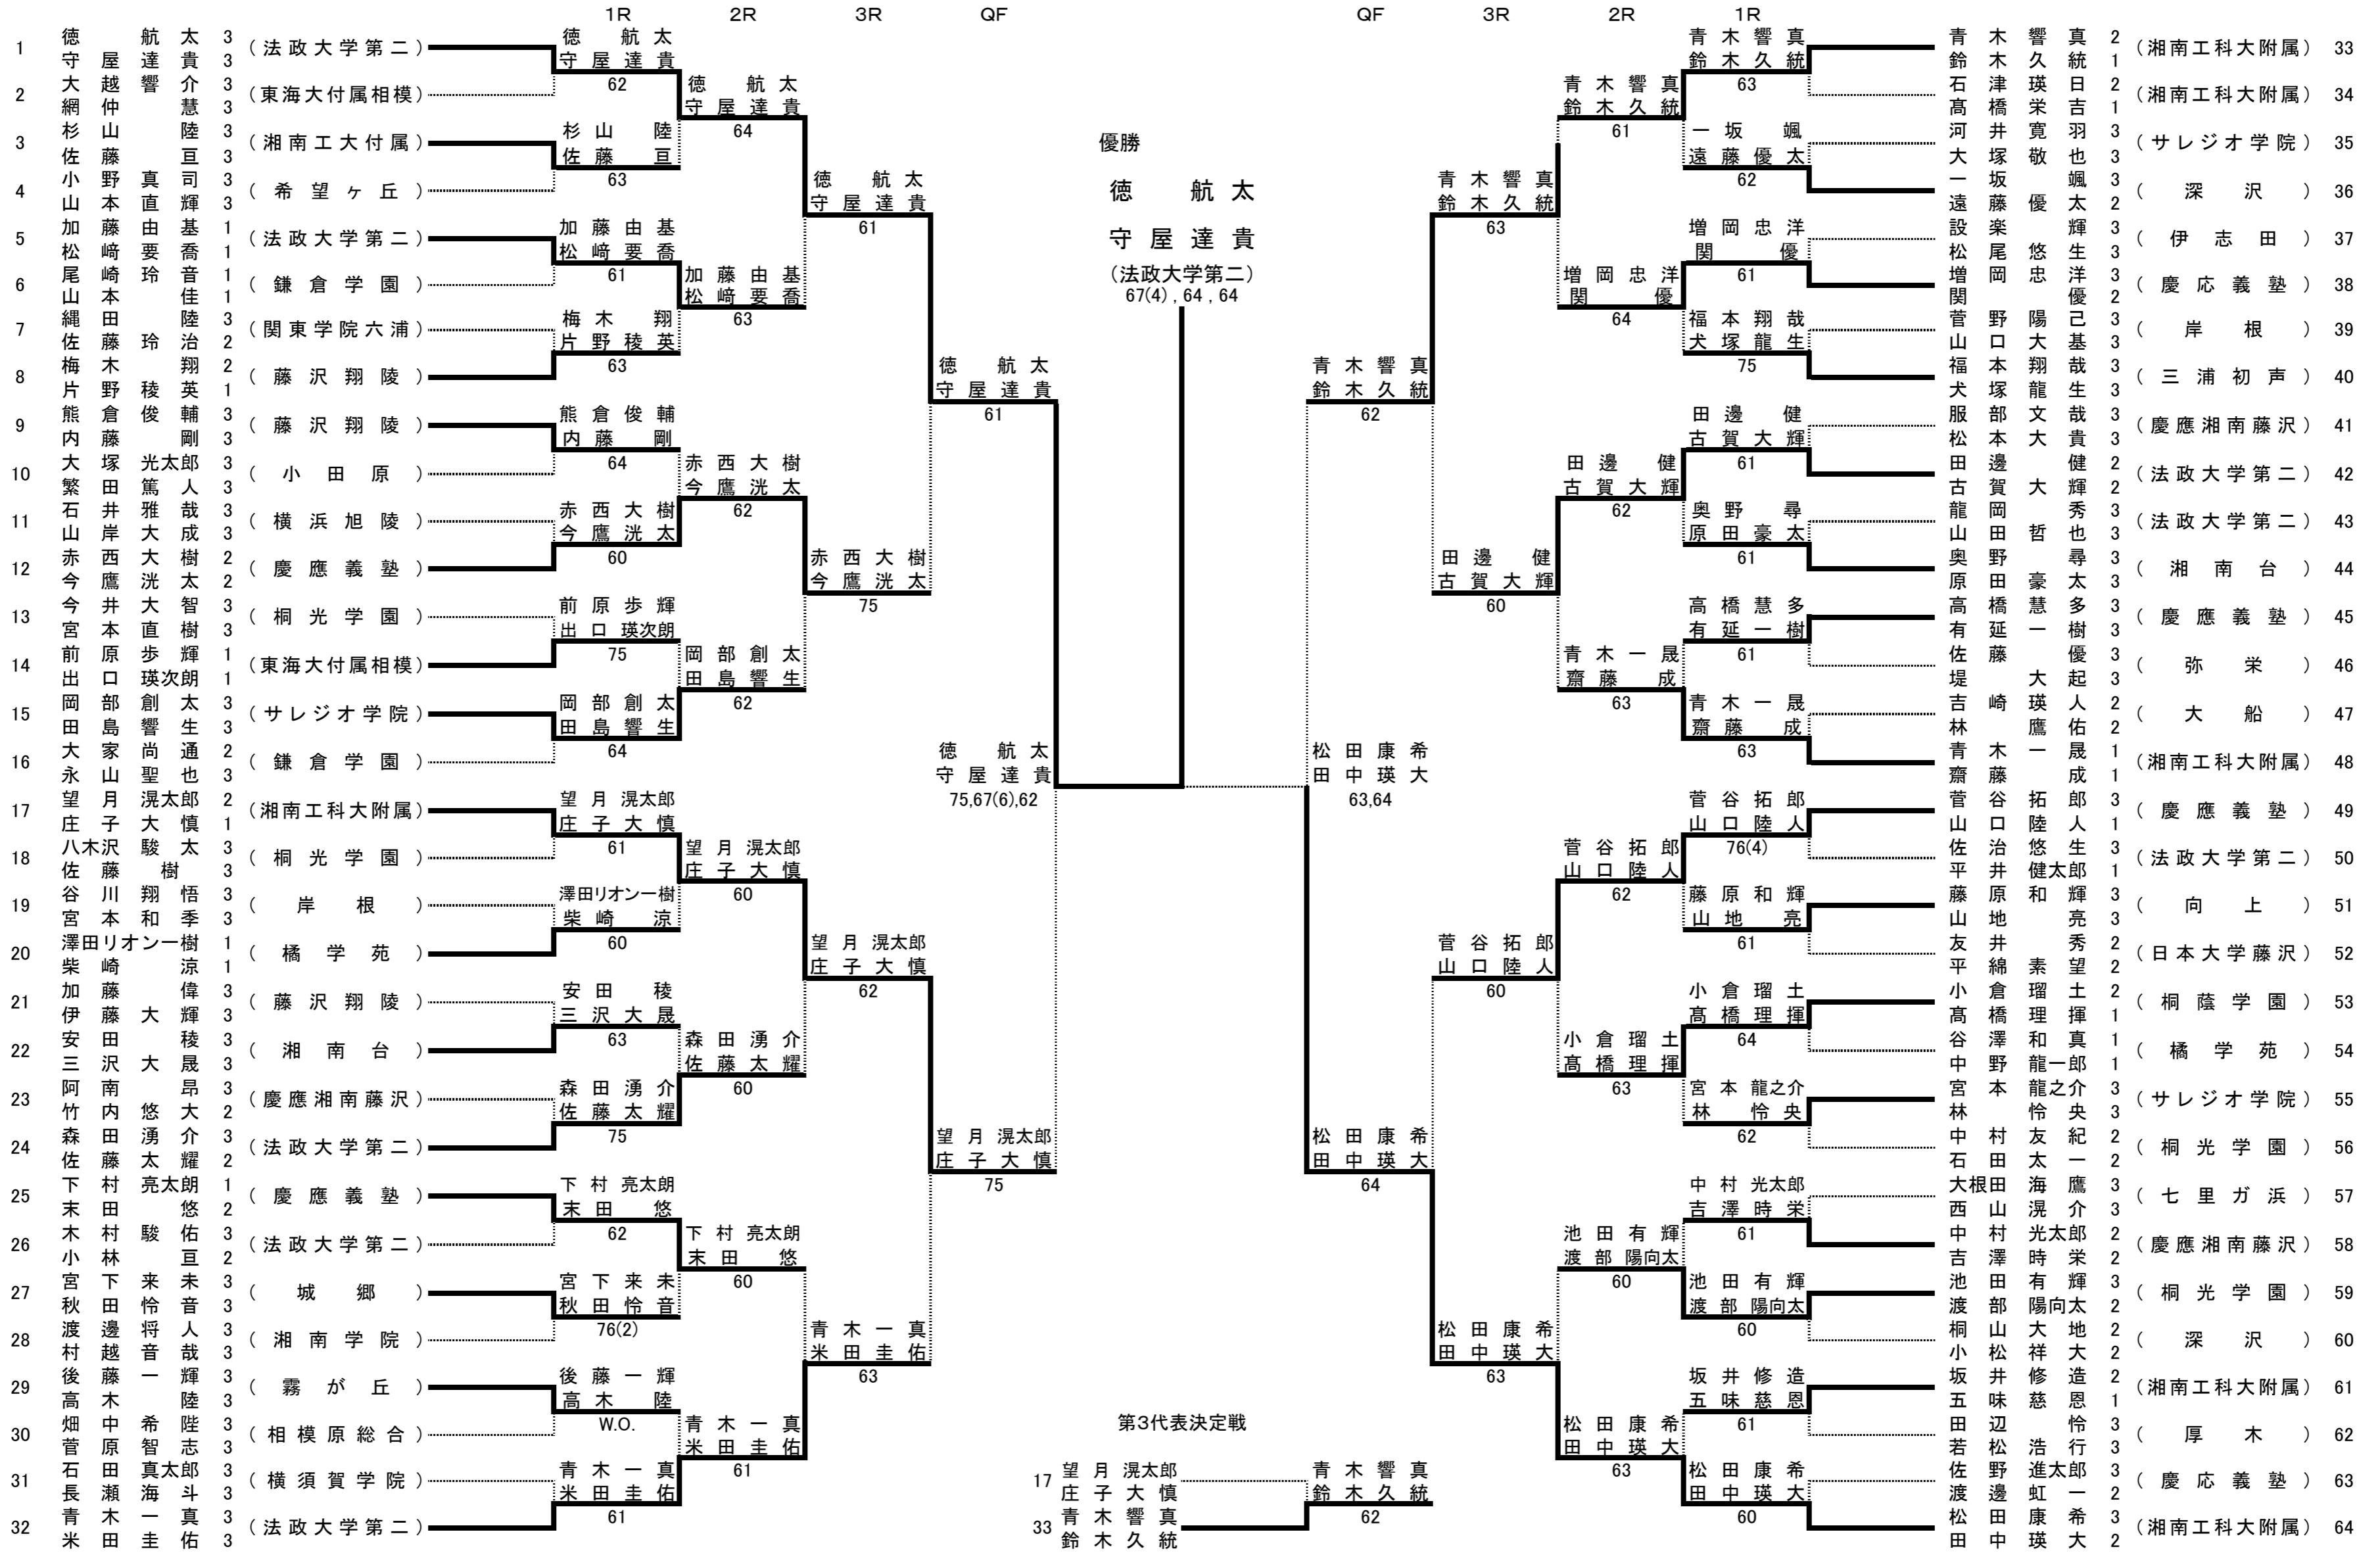 1R 2R 3R QF QF 3R 2R 1R
1 徳 航太 3 (法政大学第二)
守屋達貴 3
2 大越響介 3 (東海大付属相模)
網仲 慧 3
3 杉山 陸 3 (湘南工大付属)
佐藤 亘 3
4 小野真司 3 (希望ヶ丘)
山本直輝 3
5 加藤由基 1 (法政大学第二)
松﨑要喬 1
6 尾崎玲音 1 (鎌倉学園)
山本 佳 1
7 縄田 陸 3 (関東学院六浦)
佐藤玲治 2
8 梅木 翔 2 (藤沢翔陵)
片野稜英 1
9 熊倉俊輔 3 (藤沢翔陵)
内藤 剛 3
10 大塚光太郎 3 (小田原)
繁田篤人 3
11 石井雅哉 3 (横浜旭陵)
山岸大成 3
12 赤西大樹 2 (慶應義塾)
今鷹洸太 2
13 今井大智 3 (桐光学園)
宮本直樹 3
14 前原歩輝 1 (東海大付属相模)
出口瑛次朗 1
15 岡部創太 3 (サレジオ学院)
田島響生 3
16 大家尚通 2 (鎌倉学園)
永山聖也 3
17 望月滉太郎 2 (湘南工科大附属)
庄子大慎 1
18 八木沢駿太 3 (桐光学園)
佐藤 樹 3
19 谷川翔悟 3 (岸根)
宮本和季 3
20 澤田リオン一樹 1 (橘学苑)
柴崎 涼 1
21 加藤 偉 3 (藤沢翔陵)
伊藤大輝 3
22 安田 稜 3 (湘南台)
三沢大晟 3
23 阿南 昂 3 (慶應湘南藤沢)
竹内悠大 2
24 森田湧介 3 (法政大学第二)
佐藤太耀 2
25 下村亮太朗 1 (慶應義塾)
末田 悠 2
26 木村駿佑 3 (法政大学第二)
小林 亘 2
27 宮下来未 3 (城郷)
秋田怜音 3
28 渡邊将人 3 (湘南学院)
村越音哉 3
29 後藤一輝 3 (霧が丘)
高木 陸 3
30 畑中希陛 3 (相模原総合)
菅原智志 3
31 石田真太郎 3 (横須賀学院)
長瀬海斗 3
32 青木一真 3 (法政大学第二)
米田圭佑 3
徳 航太
守屋達貴
62
杉山 陸
佐藤 亘
63
加藤由基
松﨑要喬
61
梅木 翔
片野稜英
63
熊倉俊輔
内藤 剛
64
赤西大樹
今鷹洸太
60
前原歩輝
出口瑛次朗
75
岡部創太
田島響生
64
望月滉太郎
庄子大慎
61
澤田リオン一樹
柴崎 涼
60
安田 稜
三沢大晟
63
森田湧介
佐藤太耀
75
下村亮太朗
末田 悠
62
宮下来未
秋田怜音
76(2)
後藤一輝
高木 陸
W.O.
青木一真
米田圭佑
61
徳 航太
守屋達貴
64
加藤由基
松﨑要喬
63
赤西大樹
今鷹洸太
62
岡部創太
田島響生
62
望月滉太郎
庄子大慎
60
森田湧介
佐藤太耀
60
下村亮太朗
末田 悠
60
青木一真
米田圭佑
61
徳 航太
守屋達貴
61
赤西大樹
今鷹洸太
75
望月滉太郎
庄子大慎
62
青木一真
米田圭佑
63
徳 航太
守屋達貴
61
望月滉太郎
庄子大慎
75
徳 航太
守屋達貴
75,67(6),62
優勝
徳 航太
守屋達貴
(法政大学第二)
67(4) , 64 , 64
松田康希
田中瑛大
63,64
青木響真
鈴木久統
62
松田康希
田中瑛大
64
青木響真
鈴木久統
63
田邊 健
古賀大輝
60
菅谷拓郎
山口陸人
60
松田康希
田中瑛大
63
青木響真
鈴木久統
61
増岡忠洋
関 優
64
田邊 健
古賀大輝
62
青木一晟
齋藤 成
63
菅谷拓郎
山口陸人
62
小倉瑠土
髙橋理揮
63
池田有輝
渡部陽向太
60
松田康希
田中瑛大
63
青木響真
鈴木久統
63
一坂 颯
遠藤優太
62
増岡忠洋
関 優
61
福本翔哉
犬塚龍生
75
田邊 健
古賀大輝
61
奥野 尋
原田豪太
61
高橋慧多
有延一樹
61
青木一晟
齋藤 成
63
菅谷拓郎
山口陸人
76(4)
藤原和輝
山地 亮
61
小倉瑠土
髙橋理揮
64
宮本龍之介
林 怜央
62
中村光太郎
吉澤時栄
61
池田有輝
渡部陽向太
60
坂井修造
五味慈恩
61
松田康希
田中瑛大
60
青木響真 2 (湘南工科大附属) 33
鈴木久統 1
石津瑛日 2 (湘南工科大附属) 34
髙橋栄吉 1
河井寛羽 3 (サレジオ学院) 35
大塚敬也 3
一坂 颯 3 (深沢) 36
遠藤優太 2
設楽 輝 3 (伊志田) 37
松尾悠生 3
増岡忠洋 3 (慶応義塾) 38
関 優 2
菅野陽己 3 (岸根) 39
山口大基 3
福本翔哉 3 (三浦初声) 40
犬塚龍生 3
服部文哉 3 (慶應湘南藤沢) 41
松本大貴 3
田邊 健 2 (法政大学第二) 42
古賀大輝 2
龍岡 秀 3 (法政大学第二) 43
山田哲也 3
奥野 尋 3 (湘南台) 44
原田豪太 3
高橋慧多 3 (慶應義塾) 45
有延一樹 3
佐藤 優 3 (弥栄) 46
堤 大起 3
吉崎瑛人 2 (大船) 47
林 鷹佑 2
青木一晟 1 (湘南工科大附属) 48
齋藤 成 1
菅谷拓郎 3 (慶應義塾) 49
山口陸人 1
佐治悠生 3 (法政大学第二) 50
平井健太郎 1
藤原和輝 3 (向上) 51
山地 亮 3
友井 秀 2 (日本大学藤沢) 52
平綿素望 2
小倉瑠土 2 (桐蔭学園) 53
髙橋理揮 1
谷澤和真 1 (橘学苑) 54
中野龍一郎 1
宮本龍之介 3 (サレジオ学院) 55
林 怜央 3
中村友紀 2 (桐光学園) 56
石田太一 2
大根田海鷹 3 (七里ガ浜) 57
西山滉介 3
中村光太郎 2 (慶應湘南藤沢) 58
吉澤時栄 2
池田有輝 3 (桐光学園) 59
渡部陽向太 2
桐山大地 2 (深沢) 60
小松祥大 2
坂井修造 2 (湘南工科大附属) 61
五味慈恩 1
田辺 怜 3 (厚木) 62
若松浩行 3
佐野進太郎 3 (慶応義塾) 63
渡邊虹一 2
松田康希 3 (湘南工科大附属) 64
田中瑛大 2
第3代表決定戦
17 望月滉太郎
庄子大慎
33 青木響真
鈴木久統
青木響真
鈴木久統
62